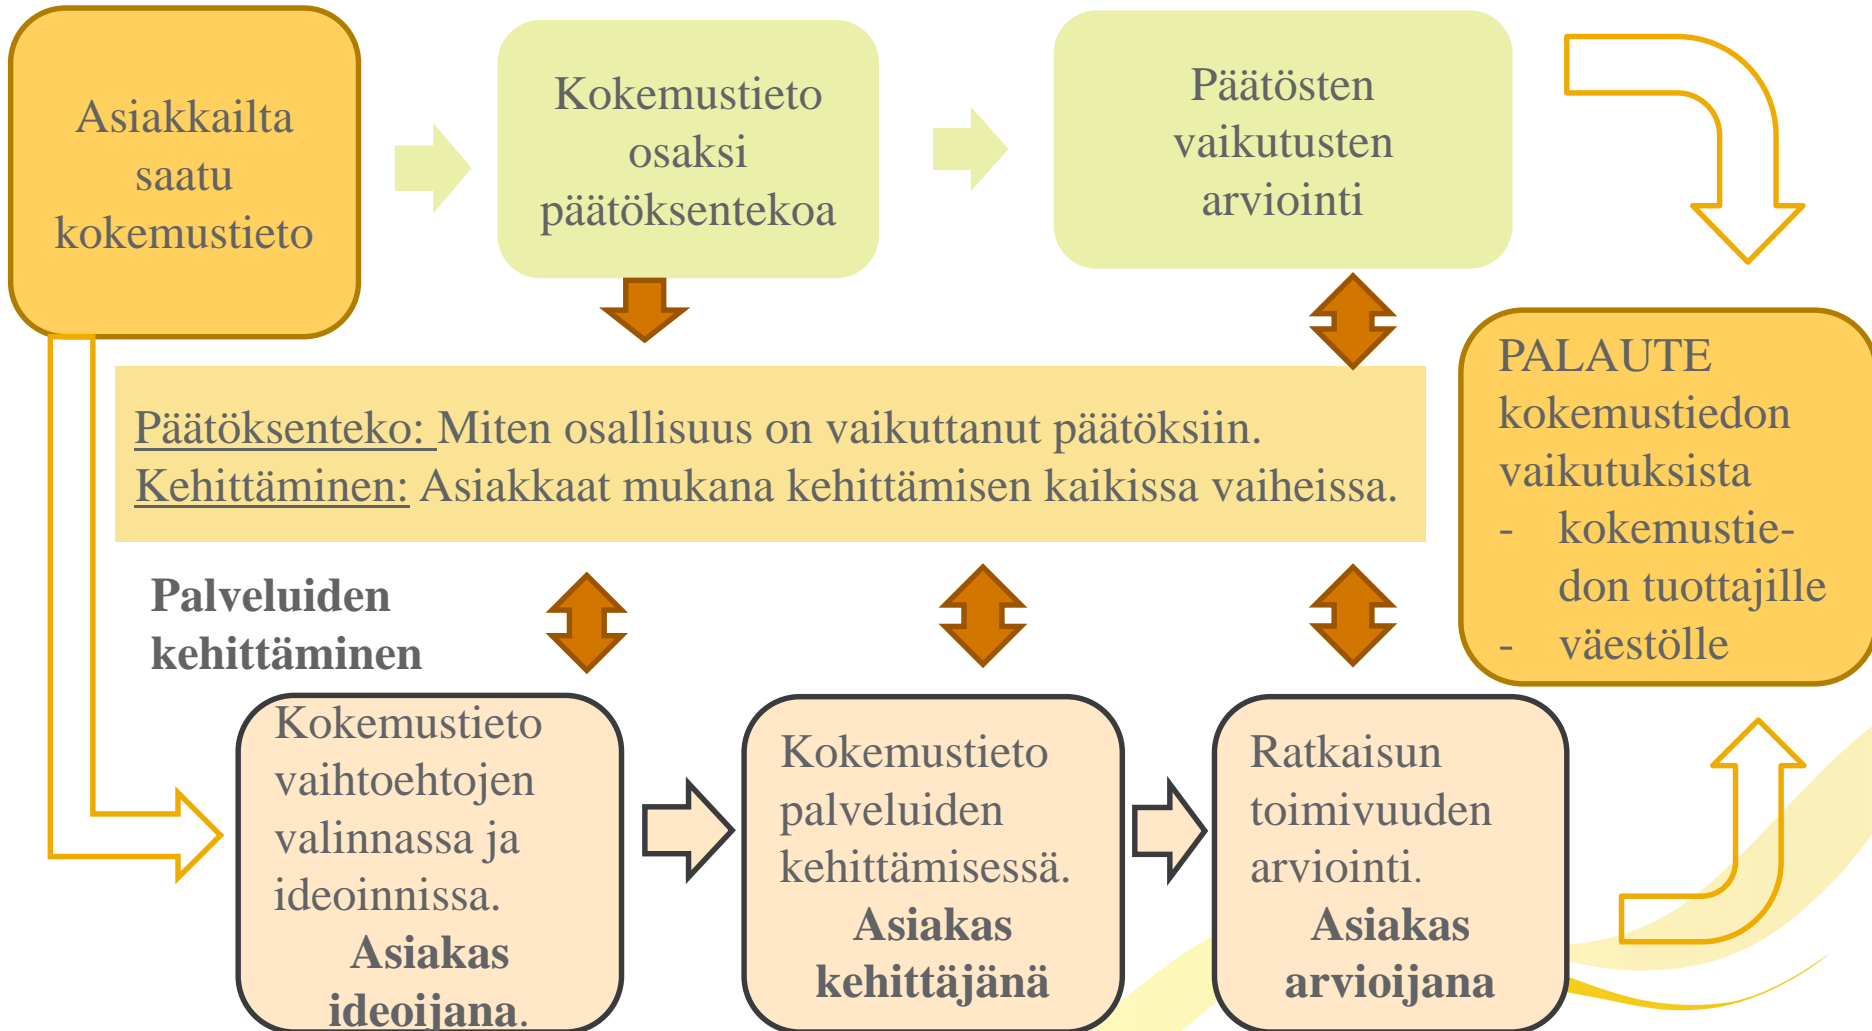 Asiakkailta
saatu
kokemustieto
Kokemustieto
osaksi
päätöksentekoa
Päätösten
vaikutusten
arviointi
Päätöksenteko: Miten osallisuus on vaikuttanut päätöksiin.
Kehittäminen: Asiakkaat mukana kehittämisen kaikissa vaiheissa.
PALAUTE
kokemustiedon
vaikutuksista
- kokemustie-
don tuottajille
- väestölle
Palveluiden
kehittäminen
Kokemustieto
vaihtoehtojen
valinnassa ja
ideoinnissa.
Asiakas
ideoijana.
Kokemustieto
palveluiden
kehittämisessä.
Asiakas
kehittäjänä
Ratkaisun
toimivuuden
arviointi.
Asiakas
arvioijana